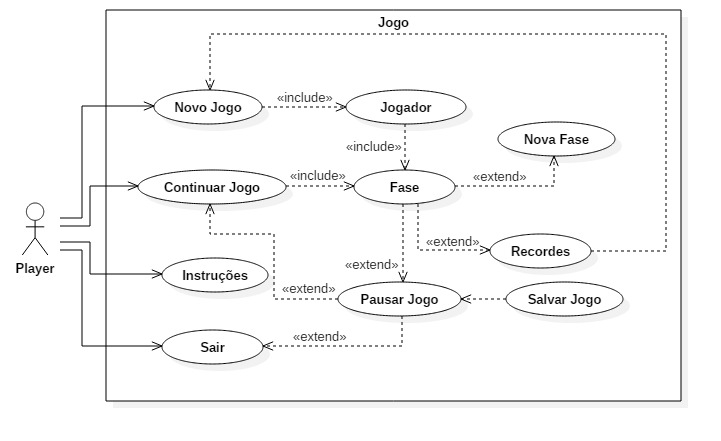 Jogo
Novo Jogo
«include»
Jogador
«include»
Nova Fase
Continuar Jogo
«include»
Fase
«extend»
Player
«extend»
Recordes
Instruções
«extend»
«extend»
Pausar Jogo
Salvar Jogo
Sair
«extend»